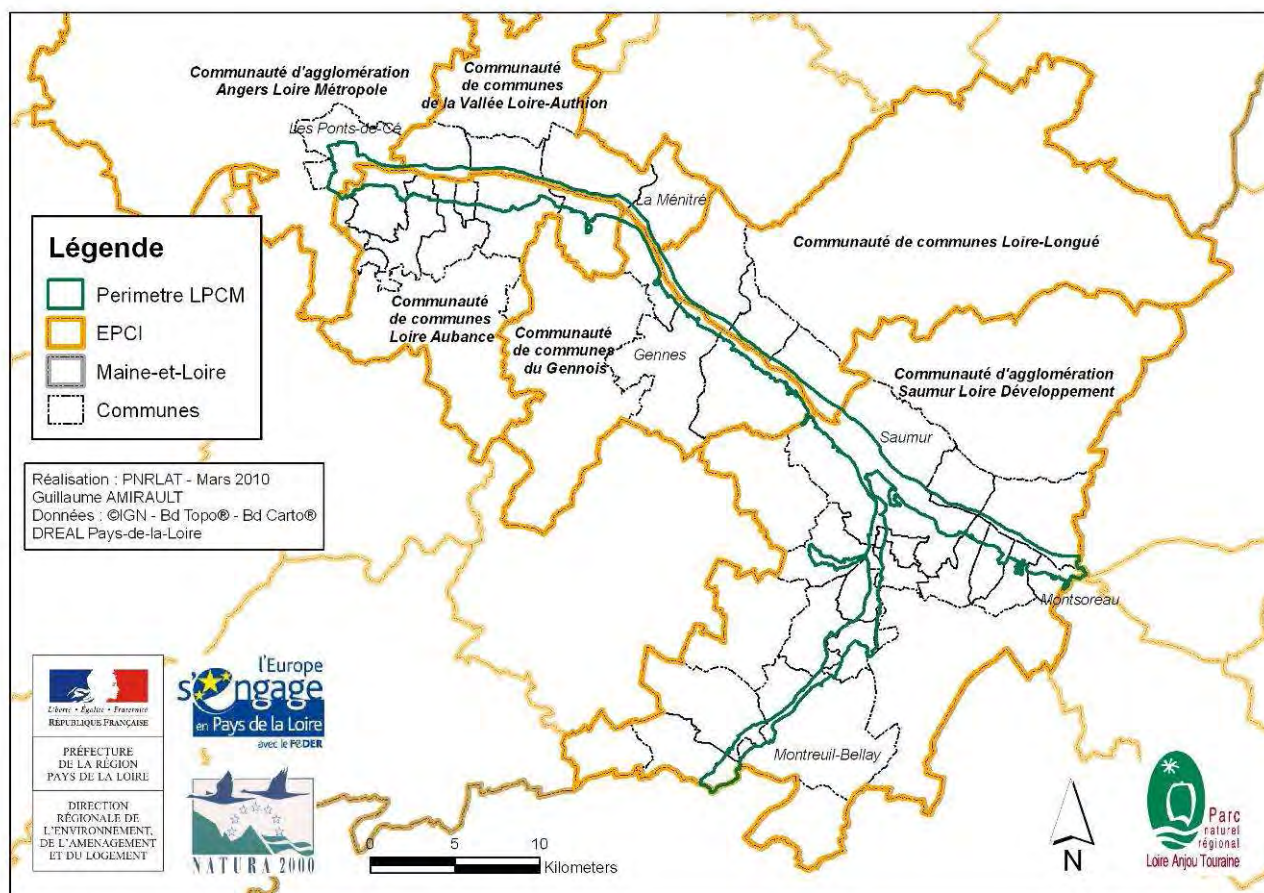 Communauté d'agglomération
Angers Loire Métropole
Communauté
de communes
de la Vallée Loire-Authion
Les Ponts-de-Cé
La Ménitré
Communauté de communes Loire-Longué
Légende
Perimetre LPCM
EPCI
Maine-et-Loire
Communes
Communauté
de communes
Loire Aubance
Communauté
de communes
du Gennois
Gennes
Communauté d'agglomération
Saumur Loire Développement
Saumur
Réalisation : PNRLAT - Mars 2010
Guillaume AMIRAULT
Données : ©IGN - Bd Topo® - Bd Carto®
DREAL Pays-de-la-Loire
Montsoreau
Montreuil-Bellay
Liberté • Égalité • Fraternité
RÉPUBLIQUE FRANÇAISE
PRÉFECTURE
DE LA RÉGION
PAYS DE LA LOIRE
DIRECTION
RÉGIONALE DE
L'ENVIRONNEMENT,
DE L'AMENAGEMENT
ET DU LOGEMENT
l'Europe
s'engage
en Pays de la Loire
avec le FEDER
NATURA 2000
0 5 10
Kilometers
N
Parc
naturel
régional
Loire Anjou Touraine